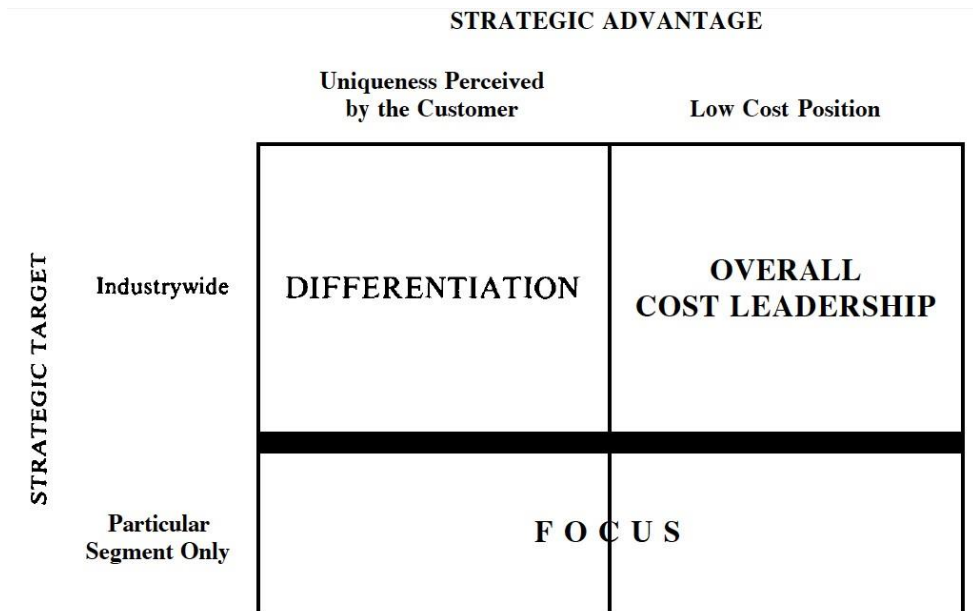 STRATEGIC ADVANTAGE
Uniqueness Perceived
by the Customer
Low Cost Position
STRATEGIC TARGET
Industrywide
DIFFERENTIATION
OVERALL
COST LEADERSHIP
Particular
Segment Only
FOCUS